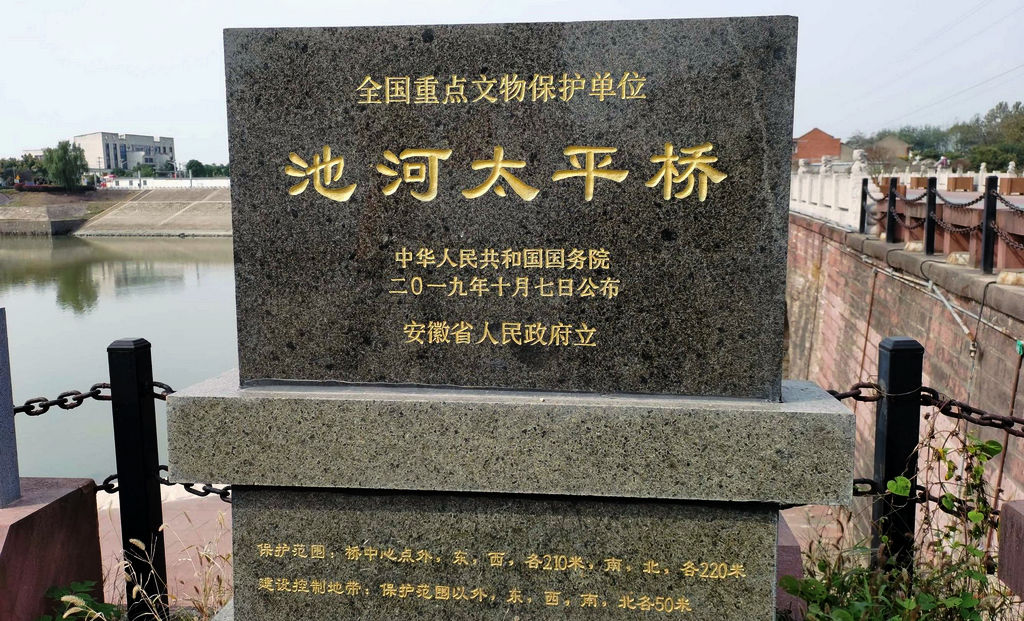 全国重点文物保护单位
池河太平桥
中华人民共和国国务院
二0一九年十月七日公布
安徽省人民政府立
保护范围：桥中心点外，东，西，各210米，南，北，各220米
建设控制地带：保护范围以外，东，西，南，北各50米